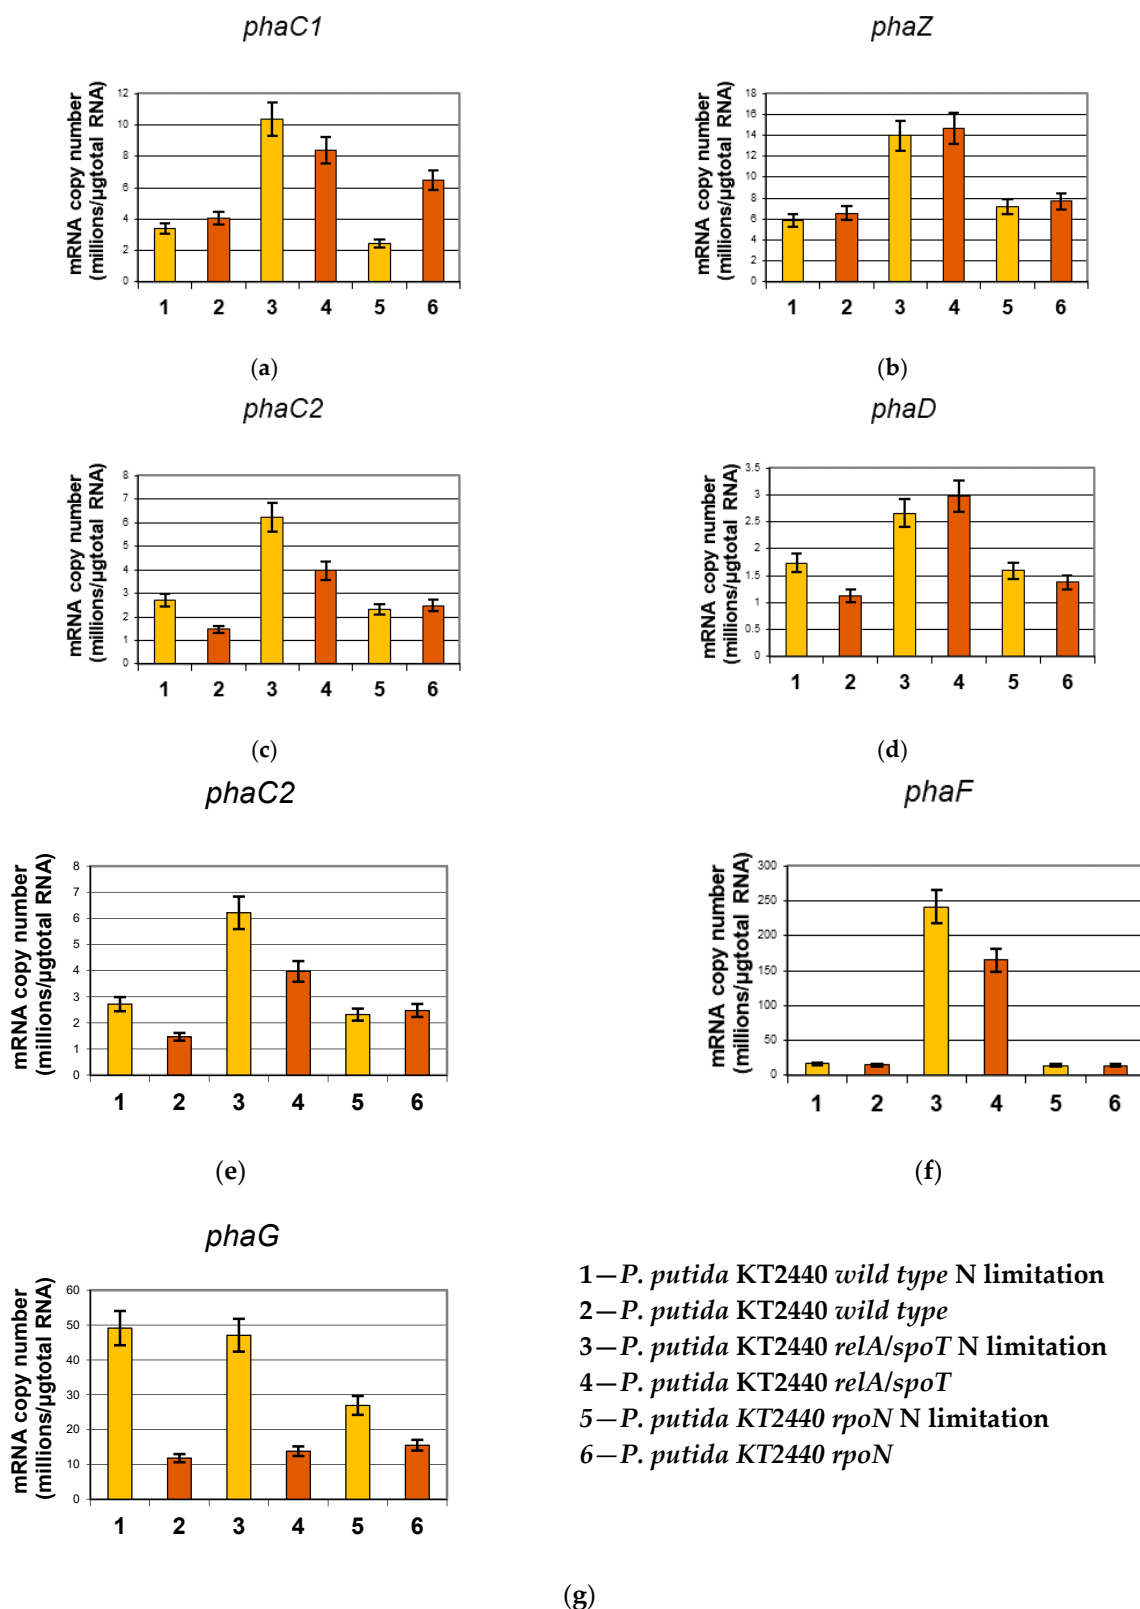 phaC1
mRNA copy number
(millions/µgtotal RNA)
12
10
8
6
4
2
0
1 2 3 4 5 6
(a)
phaZ
mRNA copy number
(millions/µgtotal RNA)
18
16
14
12
10
8
6
4
2
0
1 2 3 4 5 6
(b)
phaC2
mRNA copy number
(millions/µgtotal RNA)
8
7
6
5
4
3
2
1
0
1 2 3 4 5 6
(c)
phaD
mRNA copy number
(millions/µgtotal RNA)
3.5
3
2.5
2
1.5
1
0.5
0
1 2 3 4 5 6
(d)
phaC2
mRNA copy number
(millions/µgtotal RNA)
8
7
6
5
4
3
2
1
0
1 2 3 4 5 6
(e)
phaF
mRNA copy number
(millions/µgtotal RNA)
300
250
200
150
100
50
0
1 2 3 4 5 6
(f)
phaG
mRNA copy number
(millions/µgtotal RNA)
60
50
40
30
20
10
0
1 2 3 4 5 6
1—P. putida KT2440 wild type N limitation
2—P. putida KT2440 wild type
3—P. putida KT2440 relA/spoT N limitation
4—P. putida KT2440 relA/spoT
5—P. putida KT2440 rpoN N limitation
6—P. putida KT2440 rpoN
(g)